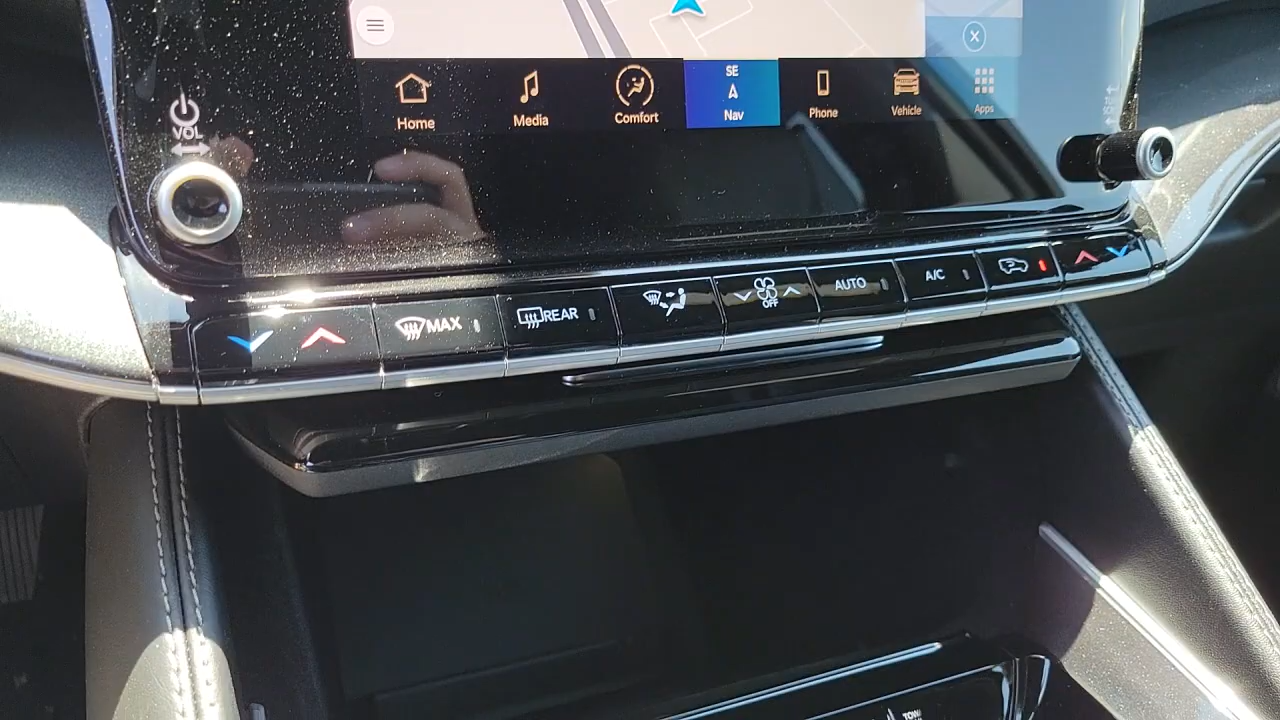 SE
Home
Media
Comfort
Nav
Phone
Vehicle
Apps
VOL
MAX
REAR
OFF
AUTO
A/C